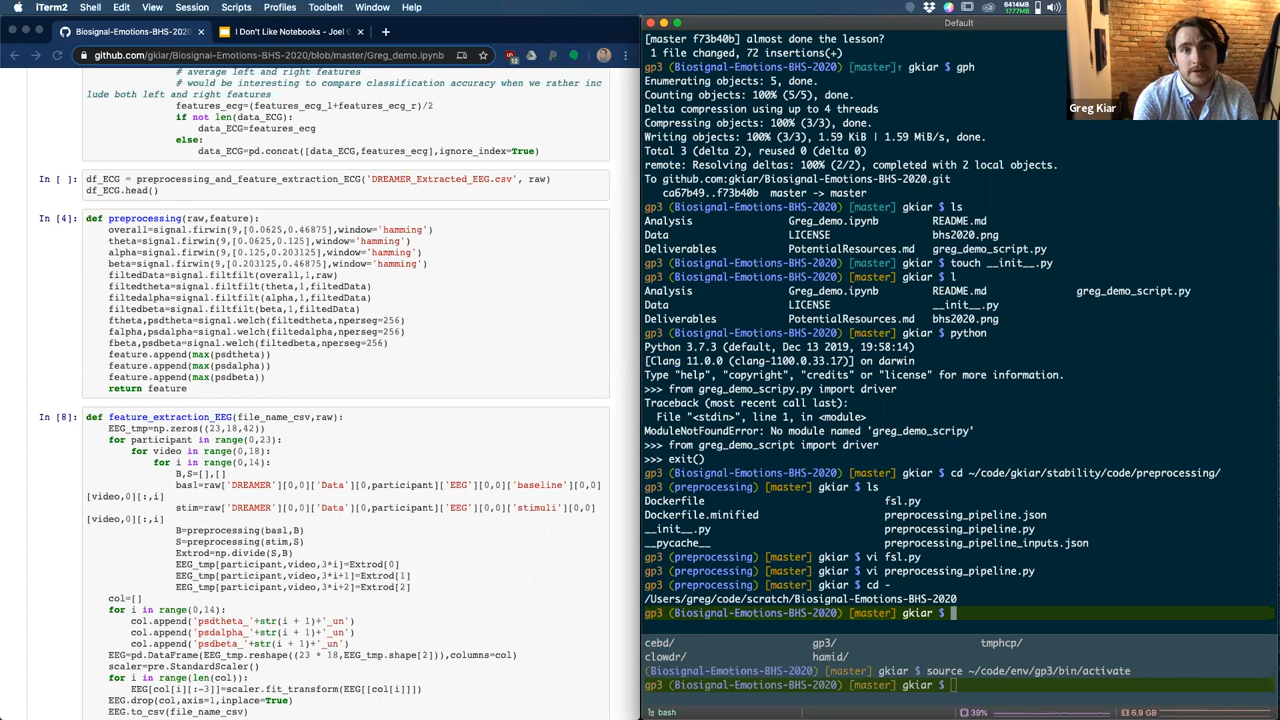 iTerm2 Shell Edit View Session Scripts Profiles Toolbelt Window Help
6414MB
1777MB
Biosignal-Emotions-BHS-2020/
I Don't Like Notebooks - Joel G
Default
github.com/gkiar/Biosignal-Emotions-BHS-2020/blob/master/Greg_demo.ipynb
12
# average left and right features
# would be interesting to compare classification accuracy when we rather inc
lude both left and right features
features_ecg=(features_ecg_l+features_ecg_r)/2
if not len(data_ECG):
data_ECG=features_ecg
else:
data_ECG=pd.concat([data_ECG,features_ecg],ignore_index=True)
In [ ]: df_ECG = preprocessing_and_feature_extraction_ECG('DREAMER_Extracted_EEG.csv', raw)
df_ECG.head()
In [4]: def preprocessing(raw,feature):
overall=signal.firwin(9,[0.0625,0.46875],window='hamming')
theta=signal.firwin(9,[0.0625,0.125],window='hamming')
alpha=signal.firwin(9,[0.125,0.203125],window='hamming')
beta=signal.firwin(9,[0.203125,0.46875],window='hamming')
filtedData=signal.filtfilt(overall,1,raw)
filtedtheta=signal.filtfilt(theta,1,filtedData)
filtedalpha=signal.filtfilt(alpha,1,filtedData)
filtedbeta=signal.filtfilt(beta,1,filtedData)
ftheta,psdtheta=signal.welch(filtedtheta,nperseg=256)
falpha,psdalpha=signal.welch(filtedalpha,nperseg=256)
fbeta,psdbeta=signal.welch(filtedbeta,nperseg=256)
feature.append(max(psdtheta))
feature.append(max(psdalpha))
feature.append(max(psdbeta))
return feature
In [8]: def feature_extraction_EEG(file_name_csv,raw):
EEG_tmp=np.zeros((23,18,42))
for participant in range(0,23):
for video in range(0,18):
for i in range(0,14):
B,S=[],[]
basl=raw['DREAMER'][0,0]['Data'][0,participant]['EEG'][0,0]['baseline'][0,0]
[video,0][:,i]
stim=raw['DREAMER'][0,0]['Data'][0,participant]['EEG'][0,0]['stimuli'][0,0]
[video,0][:,i]
B=preprocessing(basl,B)
S=preprocessing(stim,S)
Extrod=np.divide(S,B)
EEG_tmp[participant,video,3*i]=Extrod[0]
EEG_tmp[participant,video,3*i+1]=Extrod[1]
EEG_tmp[participant,video,3*i+2]=Extrod[2]
col=[]
for i in range(0,14):
col.append('psdtheta_'+str(i + 1)+'_un')
col.append('psdalpha_'+str(i + 1)+'_un')
col.append('psdbeta_'+str(i + 1)+'_un')
EEG=pd.DataFrame(EEG_tmp.reshape((23 * 18,EEG_tmp.shape[2])),columns=col)
scaler=pre.StandardScaler()
for i in range(len(col)):
EEG[col[i][:-3]]=scaler.fit_transform(EEG[[col[i]]])
EEG.drop(col,axis=1,inplace=True)
EEG.to_csv(file_name_csv)
[master f73b40b] almost done the lesson?
1 file changed, 72 insertions(+)
gp3 (Biosignal-Emotions-BHS-2020) [master]↑ gkiar $ gph
Enumerating objects: 5, done.
Counting objects: 100% (5/5), done.
Delta compression using up to 4 threads
Compressing objects: 100% (3/3), done.
Writing objects: 100% (3/3), 1.59 KiB | 1.59 MiB/s, done.
Total 3 (delta 2), reused 0 (delta 0)
remote: Resolving deltas: 100% (2/2), completed with 2 local objects.
To github.com:gkiar/Biosignal-Emotions-BHS-2020.git
ca67b49..f73b40b master -> master
gp3 (Biosignal-Emotions-BHS-2020) [master] gkiar $ ls
Analysis Greg_demo.ipynb README.md
Data LICENSE bhs2020.png
Deliverables PotentialResources.md greg_demo_script.py
gp3 (Biosignal-Emotions-BHS-2020) [master] gkiar $ touch __init__.py
gp3 (Biosignal-Emotions-BHS-2020) [master] gkiar $ l
Analysis Greg_demo.ipynb README.md greg_demo_script.py
Data LICENSE __init__.py
Deliverables PotentialResources.md bhs2020.png
gp3 (Biosignal-Emotions-BHS-2020) [master] gkiar $ python
Python 3.7.3 (default, Dec 13 2019, 19:58:14)
[Clang 11.0.0 (clang-1100.0.33.17)] on darwin
Type "help", "copyright", "credits" or "license" for more information.
>>> from greg_demo_scripy.py import driver
Traceback (most recent call last):
File "<stdin>", line 1, in <module>
ModuleNotFoundError: No module named 'greg_demo_scripy'
>>> from greg_demo_script import driver
>>> exit()
gp3 (Biosignal-Emotions-BHS-2020) [master] gkiar $ cd ~/code/gkiar/stability/code/preprocessing/
gp3 (preprocessing) [master] gkiar $ ls
Dockerfile fsl.py
Dockerfile.minified preprocessing_pipeline.json
__init__.py preprocessing_pipeline.py
__pycache__ preprocessing_pipeline_inputs.json
gp3 (preprocessing) [master] gkiar $ vi fsl.py
gp3 (preprocessing) [master] gkiar $ vi preprocessing_pipeline.py
gp3 (preprocessing) [master] gkiar $ cd -
/Users/greg/code/scratch/Biosignal-Emotions-BHS-2020
gp3 (Biosignal-Emotions-BHS-2020) [master] gkiar $
cebd/ gp3/ tmphcp/
clowdr/ hamid/
(Biosignal-Emotions-BHS-2020) [master] gkiar $ source ~/code/env/gp3/bin/activate
gp3 (Biosignal-Emotions-BHS-2020) [master] gkiar $
bash 39% 6.9 GB
Greg Kiar